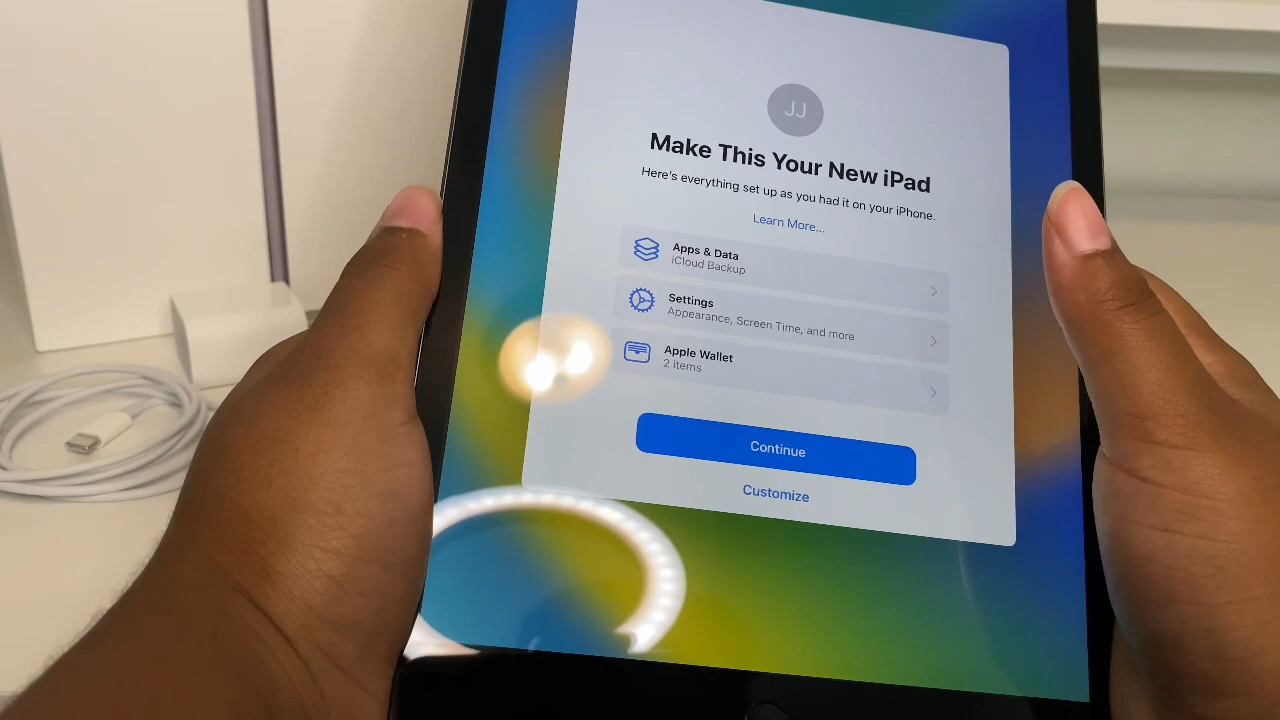 JJ
Make This Your New iPad
Here's everything set up as you had it on your iPhone.
Learn More...
Apps & Data
iCloud Backup
Settings
Appearance, Screen Time, and more
Apple Wallet
2 items
Continue
Customize